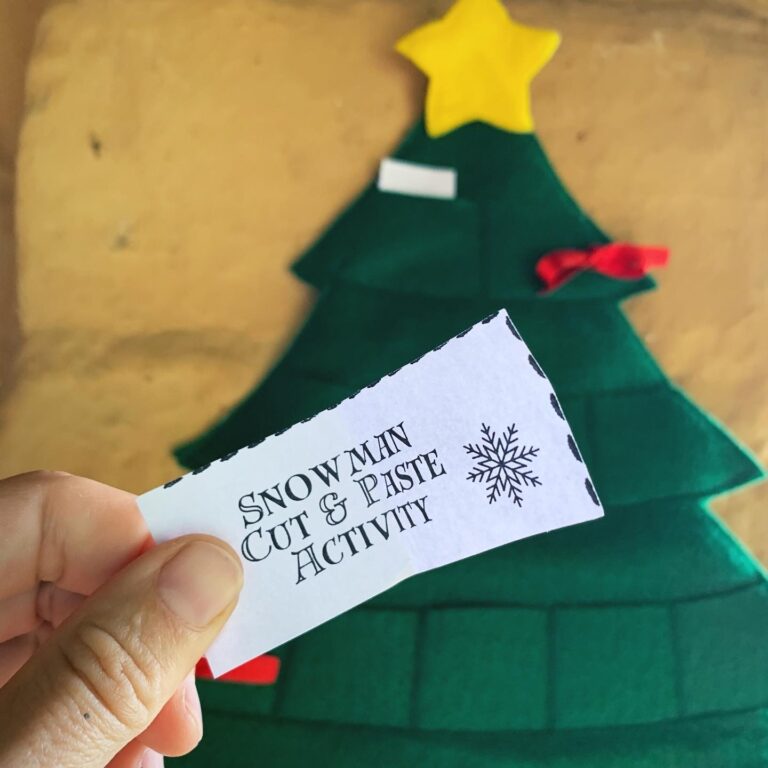 Snowman
Cut & Paste
Activity